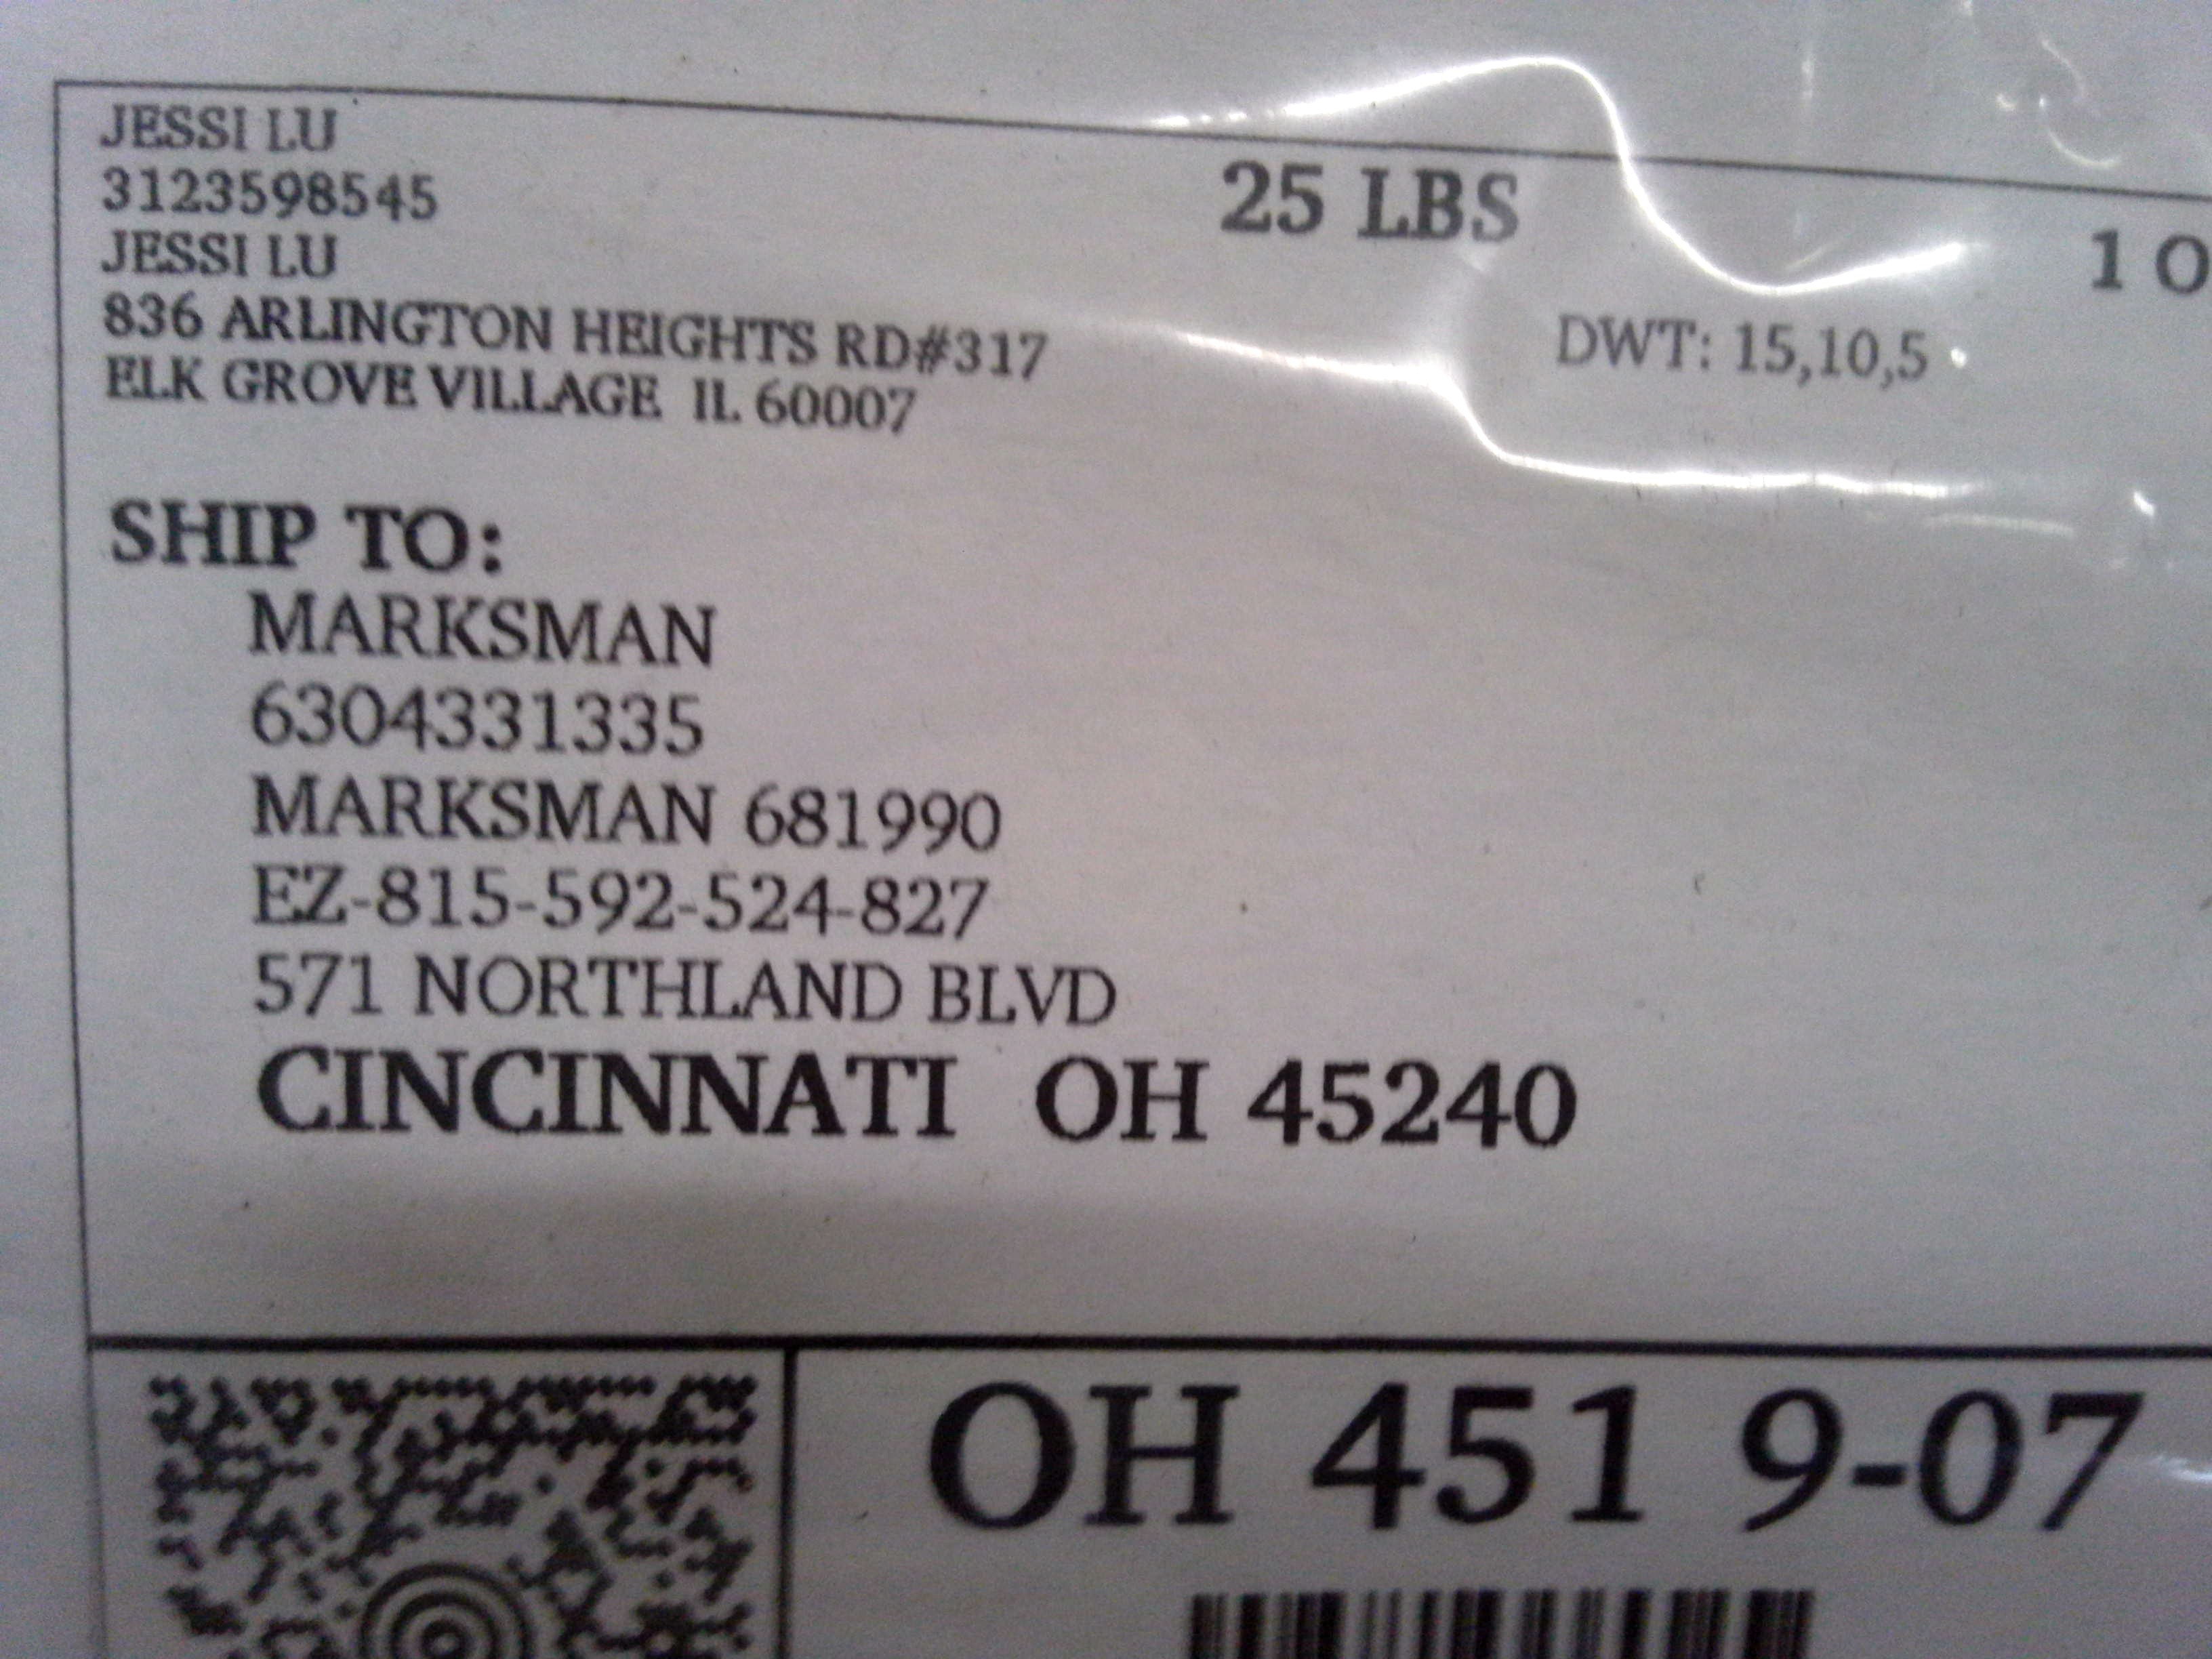 JESSI LU
3123598545
JESSI LU
836 ARLINGTON HEIGHTS RD#317
ELK GROVE VILLAGE IL 60007
25 LBS
1 O
DWT: 15,10,5
SHIP TO:
MARKSMAN
6304331335
MARKSMAN 681990
EZ-815-592-524-827
571 NORTHLAND BLVD
CINCINNATI OH 45240
OH 451 9-07